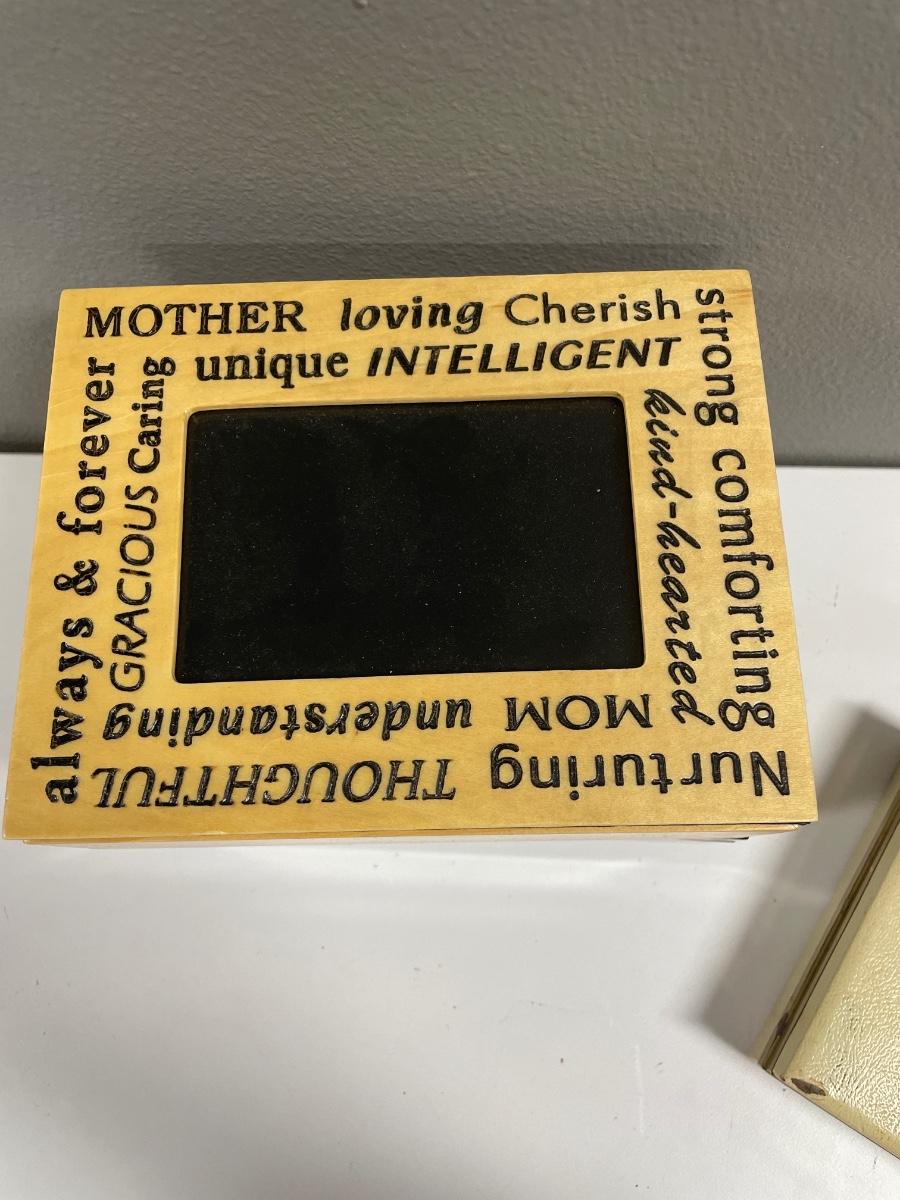 MOTHER loving Cherish
unique INTELLIGENT
strong comforting
kind-hearted
Nurturing THOUGHTFUL
MOM understanding
always & forever
GRACIOUS Caring